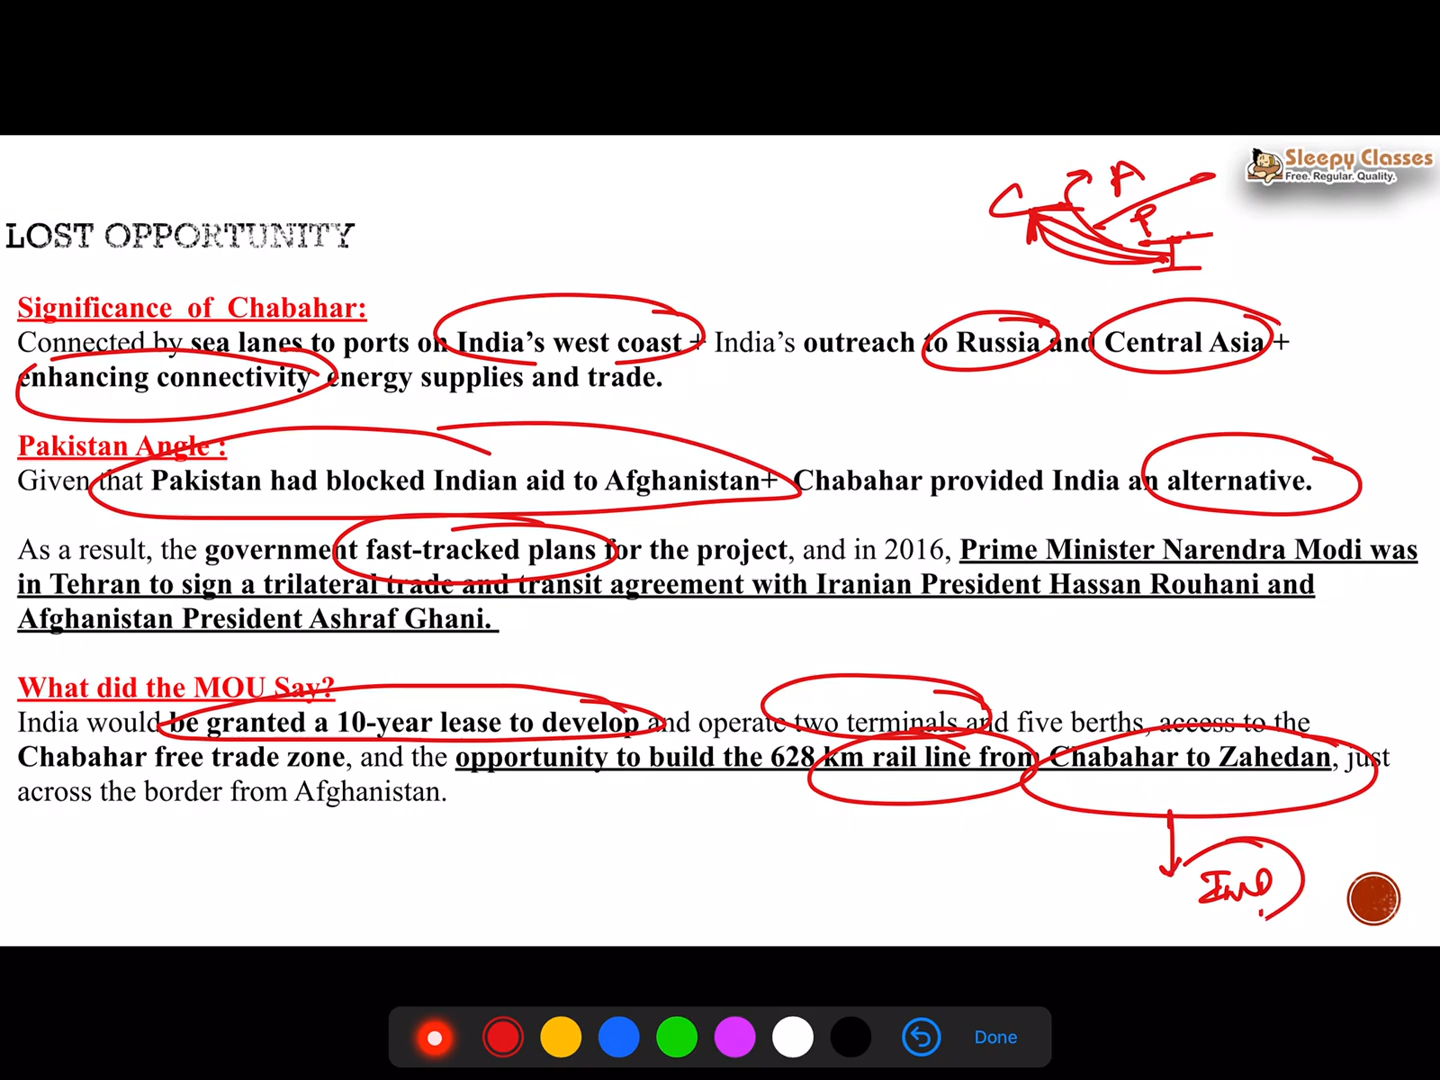 Sleepy Classes
Free. Regular. Quality.
C A
P
I
LOST OPPORTUNITY
Significance of Chabahar:
Connected by sea lanes to ports on India's west coast + India's outreach to Russia and Central Asia +
enhancing connectivity energy supplies and trade.
Pakistan Angle :
Given that Pakistan had blocked Indian aid to Afghanistan+ Chabahar provided India an alternative.
As a result, the government fast-tracked plans for the project, and in 2016, Prime Minister Narendra Modi was
in Tehran to sign a trilateral trade and transit agreement with Iranian President Hassan Rouhani and
Afghanistan President Ashraf Ghani.
What did the MOU Say?
India would be granted a 10-year lease to develop and operate two terminals and five berths, access to the
Chabahar free trade zone, and the opportunity to build the 628 km rail line from Chabahar to Zahedan, just
across the border from Afghanistan.
Done